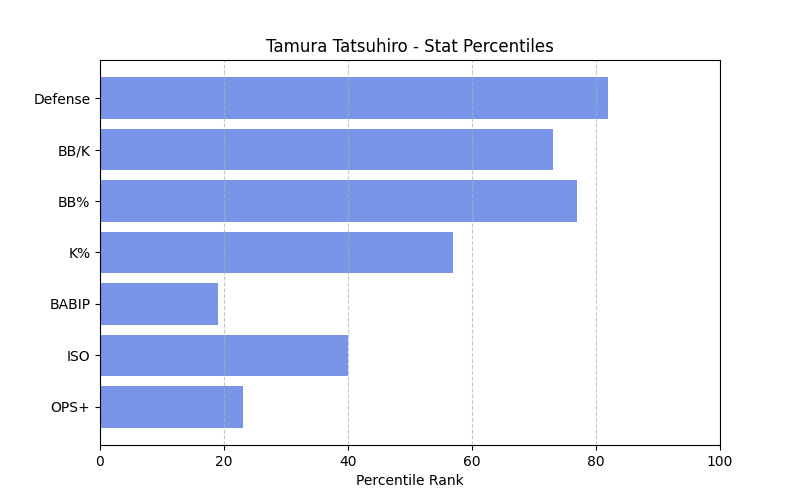 Tamura Tatsuhiro - Stat Percentiles
Defense
BB/K
BB%
K%
BABIP
ISO
OPS+
0 20 40 60 80 100
Percentile Rank